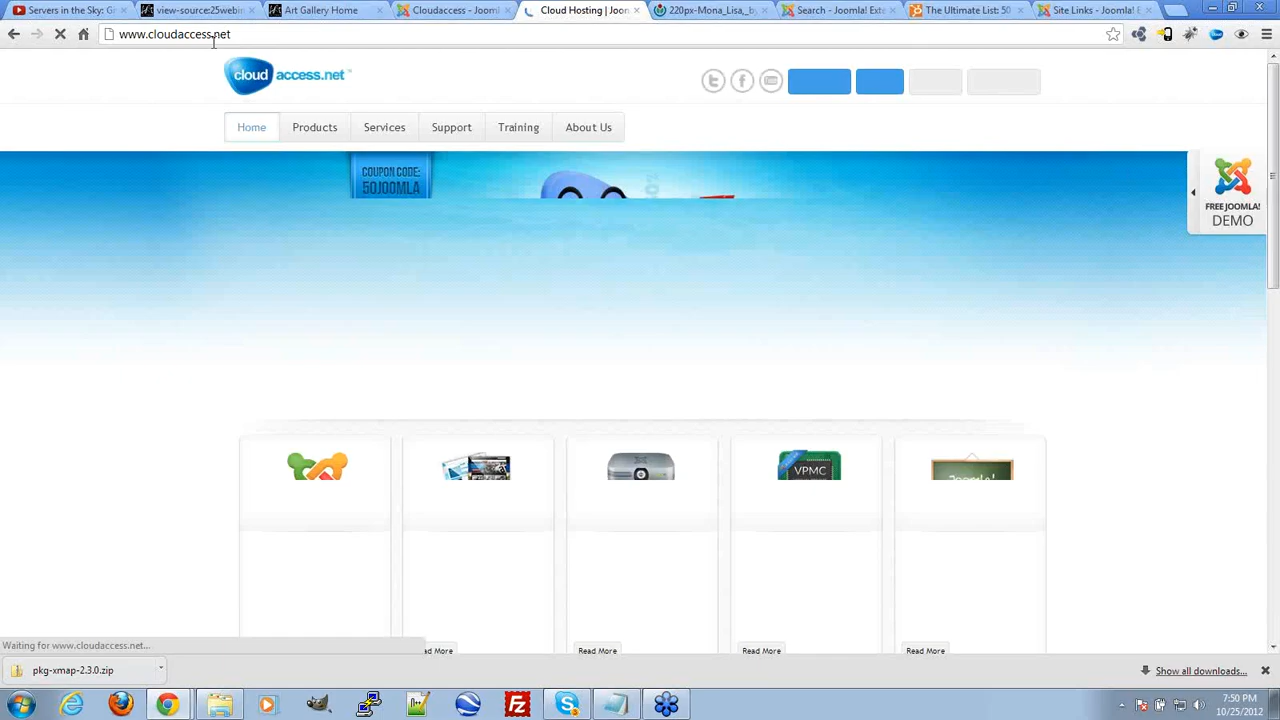 Servers in the Sky: Gi
view-source:25webin
Art Gallery Home
Cloudaccess - Jooml
Cloud Hosting | Joon
220px-Mona_Lisa,_by
Search - Joomla! Exte
The Ultimate List: 50
Site Links - Joomla! E
www.cloudaccess.net
cloud access.net
Home
Products
Services
Support
Training
About Us
COUPON CODE:
50JOOMLA
FREE JOOMLA!
DEMO
VPMC
Joomla!
Waiting for www.cloudaccess.net...
ad More
Read More
Read More
Read More
pkg-xmap-2.3.0.zip
Show all downloads...
7:50 PM
10/25/2012